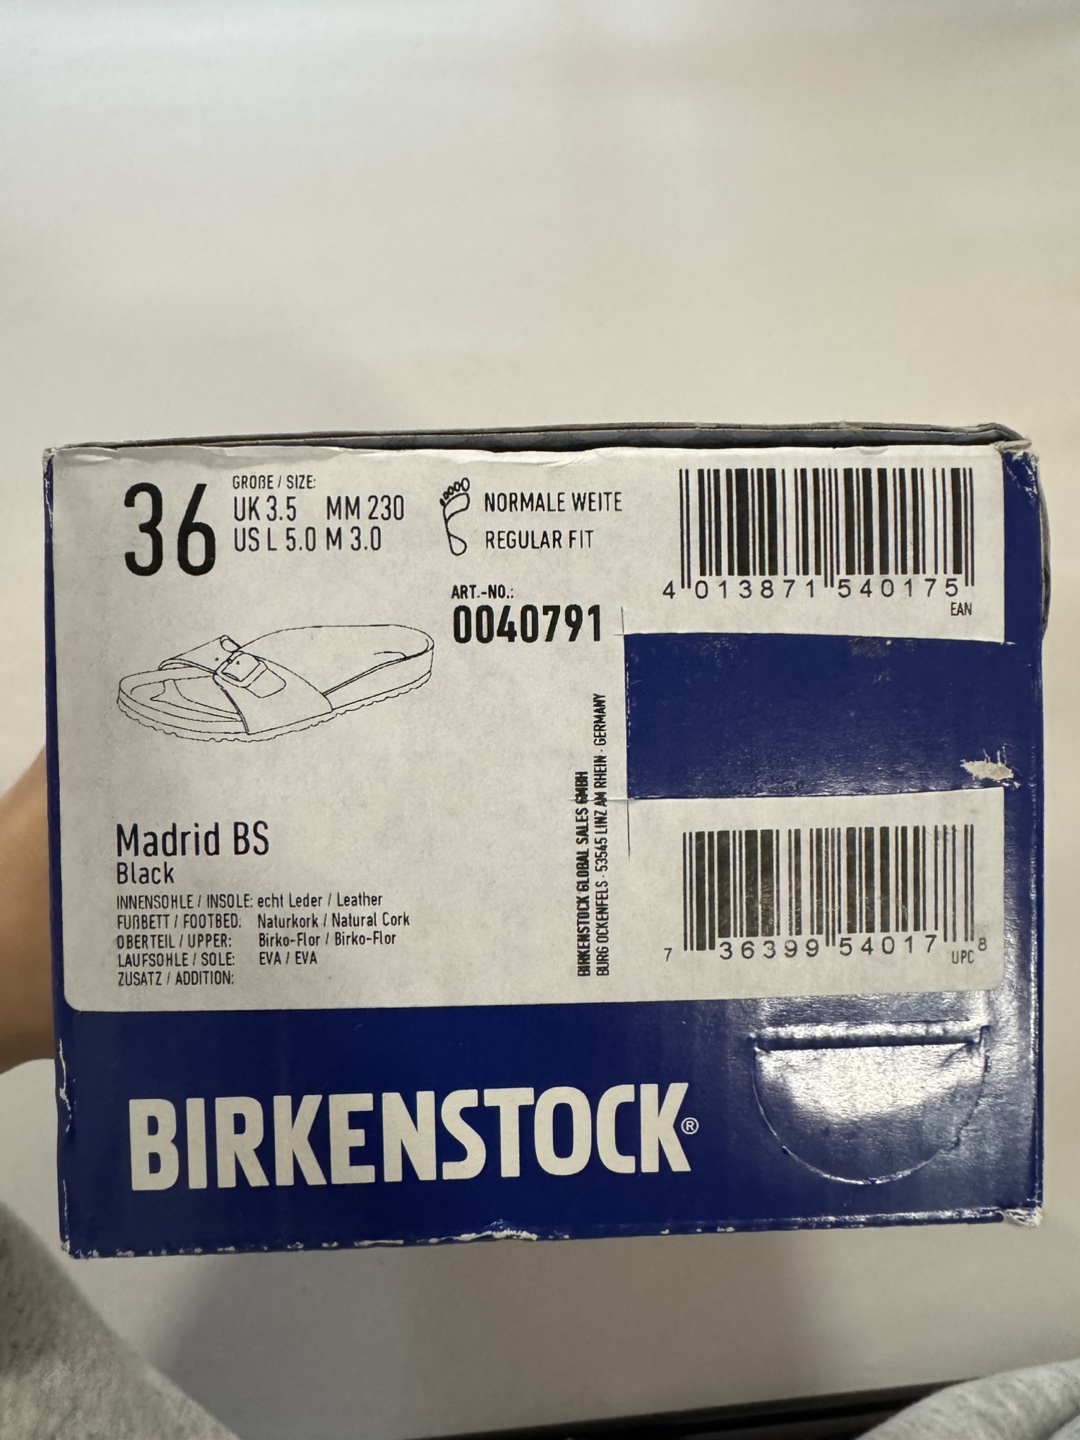 36
GRÖßE / SIZE:
UK 3.5 MM 230
US L 5.0 M 3.0
NORMALE WEITE
REGULAR FIT
ART.-NO.:
0040791
4 013871 540175
EAN
Madrid BS
Black
INNENSOHLE / INSOLE: echt Leder / Leather
FUßBETT / FOOTBED: Naturkork / Natural Cork
OBERTEIL / UPPER: Birko-Flor / Birko-Flor
LAUFSOHLE / SOLE: EVA / EVA
ZUSATZ / ADDITION:
BIRKENSTOCK GLOBAL SALES GMBH
BURG OCKENFELS · 53545 LINZ AM RHEIN · GERMANY
7 36399 54017 8
UPC
BIRKENSTOCK®